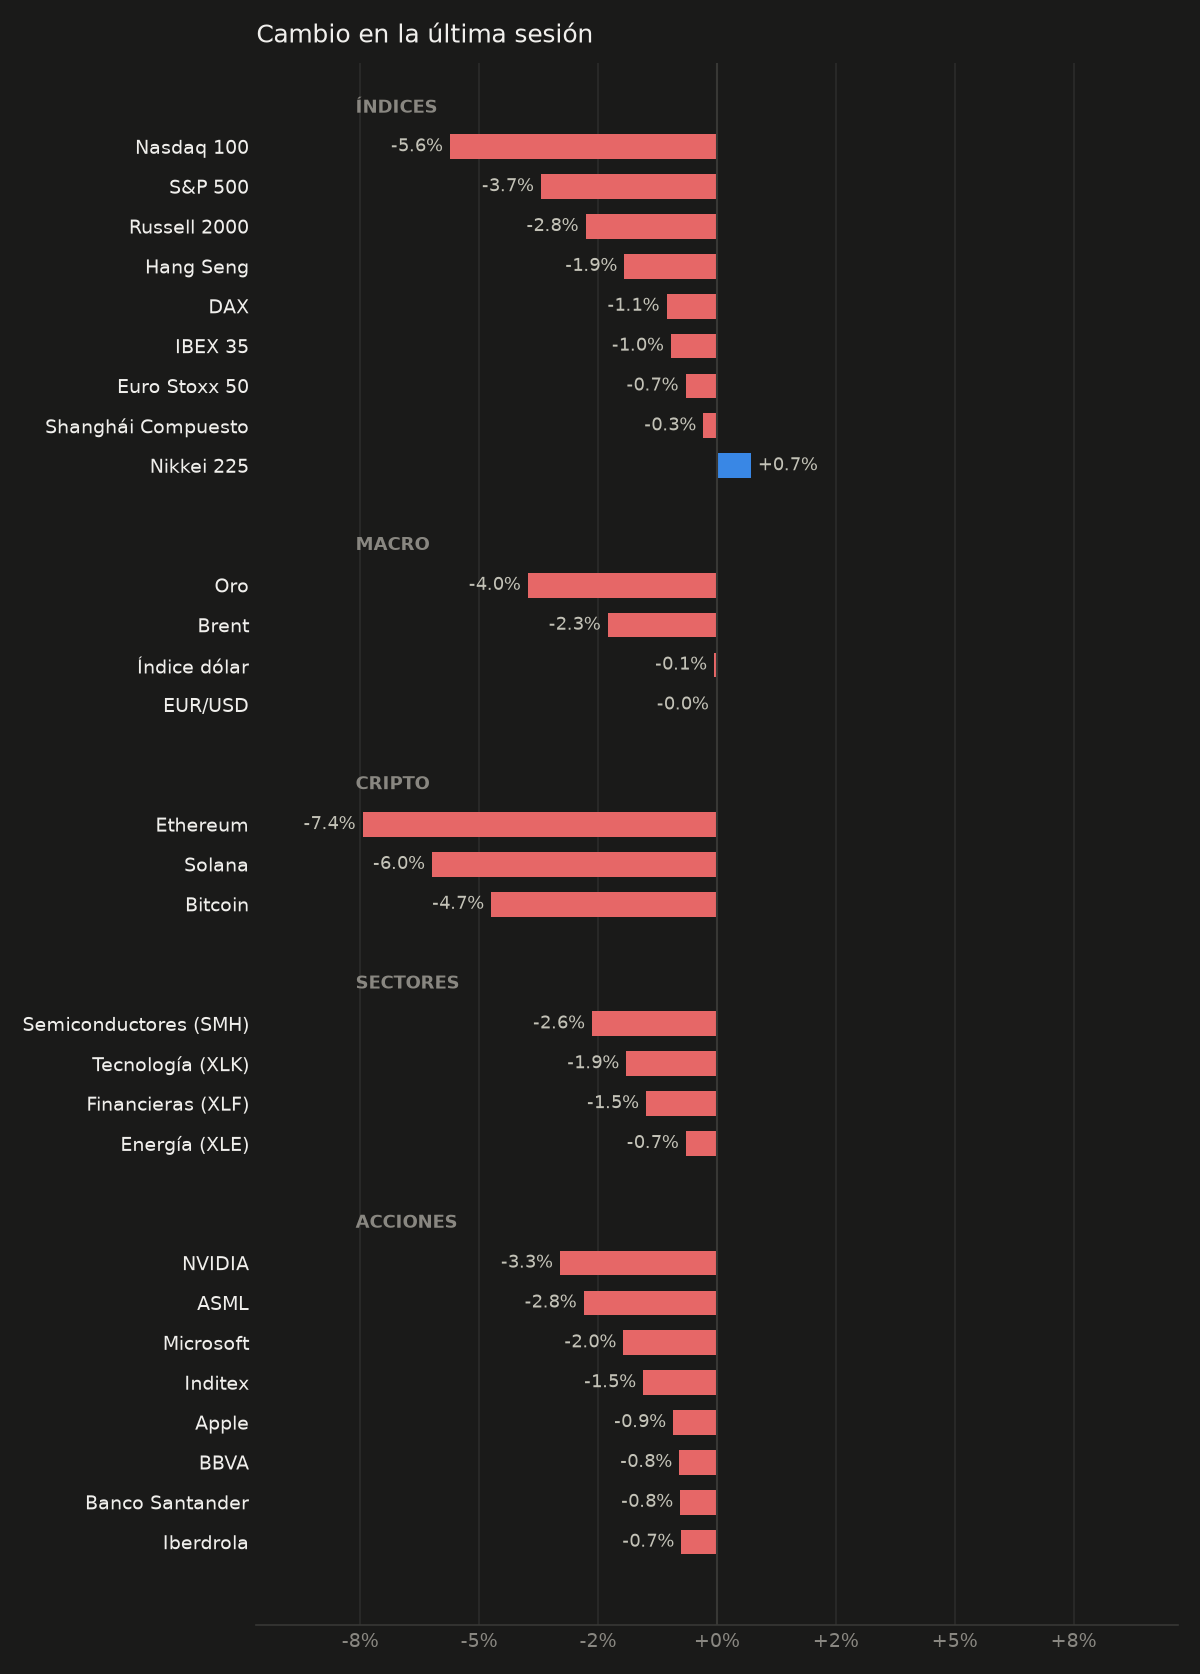 Cambio en la última sesión
ÍNDICES
Nasdaq 100 -5.6%
S&P 500 -3.7%
Russell 2000 -2.8%
Hang Seng -1.9%
DAX -1.1%
IBEX 35 -1.0%
Euro Stoxx 50 -0.7%
Shanghái Compuesto -0.3%
Nikkei 225 +0.7%
MACRO
Oro -4.0%
Brent -2.3%
Índice dólar -0.1%
EUR/USD -0.0%
CRIPTO
Ethereum -7.4%
Solana -6.0%
Bitcoin -4.7%
SECTORES
Semiconductores (SMH) -2.6%
Tecnología (XLK) -1.9%
Financieras (XLF) -1.5%
Energía (XLE) -0.7%
ACCIONES
NVIDIA -3.3%
ASML -2.8%
Microsoft -2.0%
Inditex -1.5%
Apple -0.9%
BBVA -0.8%
Banco Santander -0.8%
Iberdrola -0.7%
-8% -5% -2% +0% +2% +5% +8%